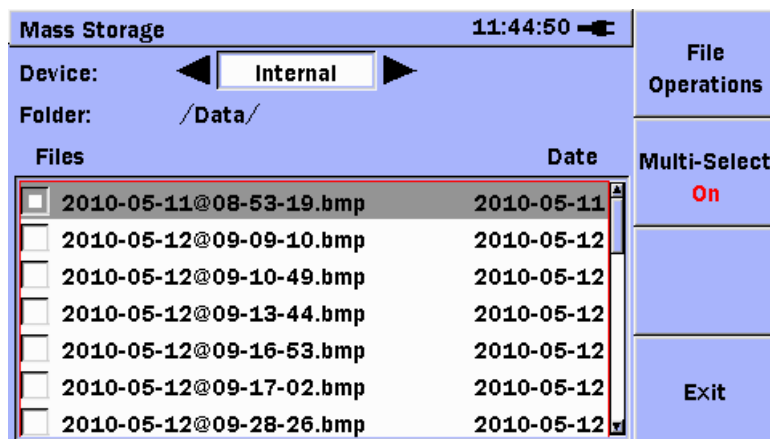 Mass Storage 11:44:50
Device: Internal
Folder: /Data/
Files Date
2010-05-11@08-53-19.bmp 2010-05-11
2010-05-12@09-09-10.bmp 2010-05-12
2010-05-12@09-10-49.bmp 2010-05-12
2010-05-12@09-13-44.bmp 2010-05-12
2010-05-12@09-16-53.bmp 2010-05-12
2010-05-12@09-17-02.bmp 2010-05-12
2010-05-12@09-28-26.bmp 2010-05-12
File
Operations
Multi-Select
On
Exit